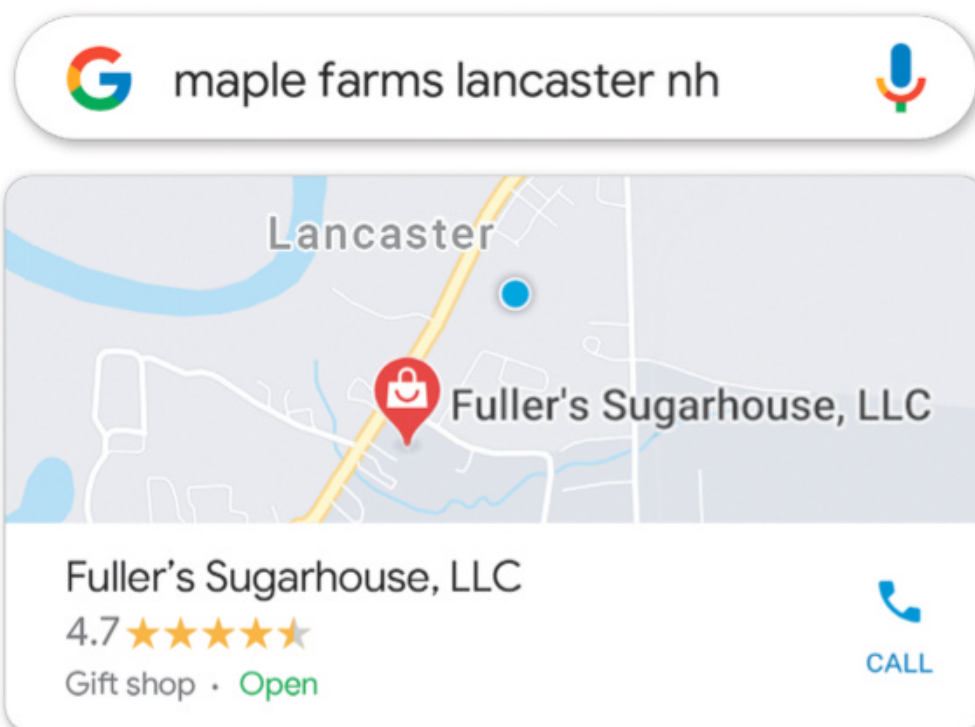 maple farms lancaster nh
Lancaster
Fuller's Sugarhouse, LLC
Fuller’s Sugarhouse, LLC
4.7
Gift shop · Open
CALL